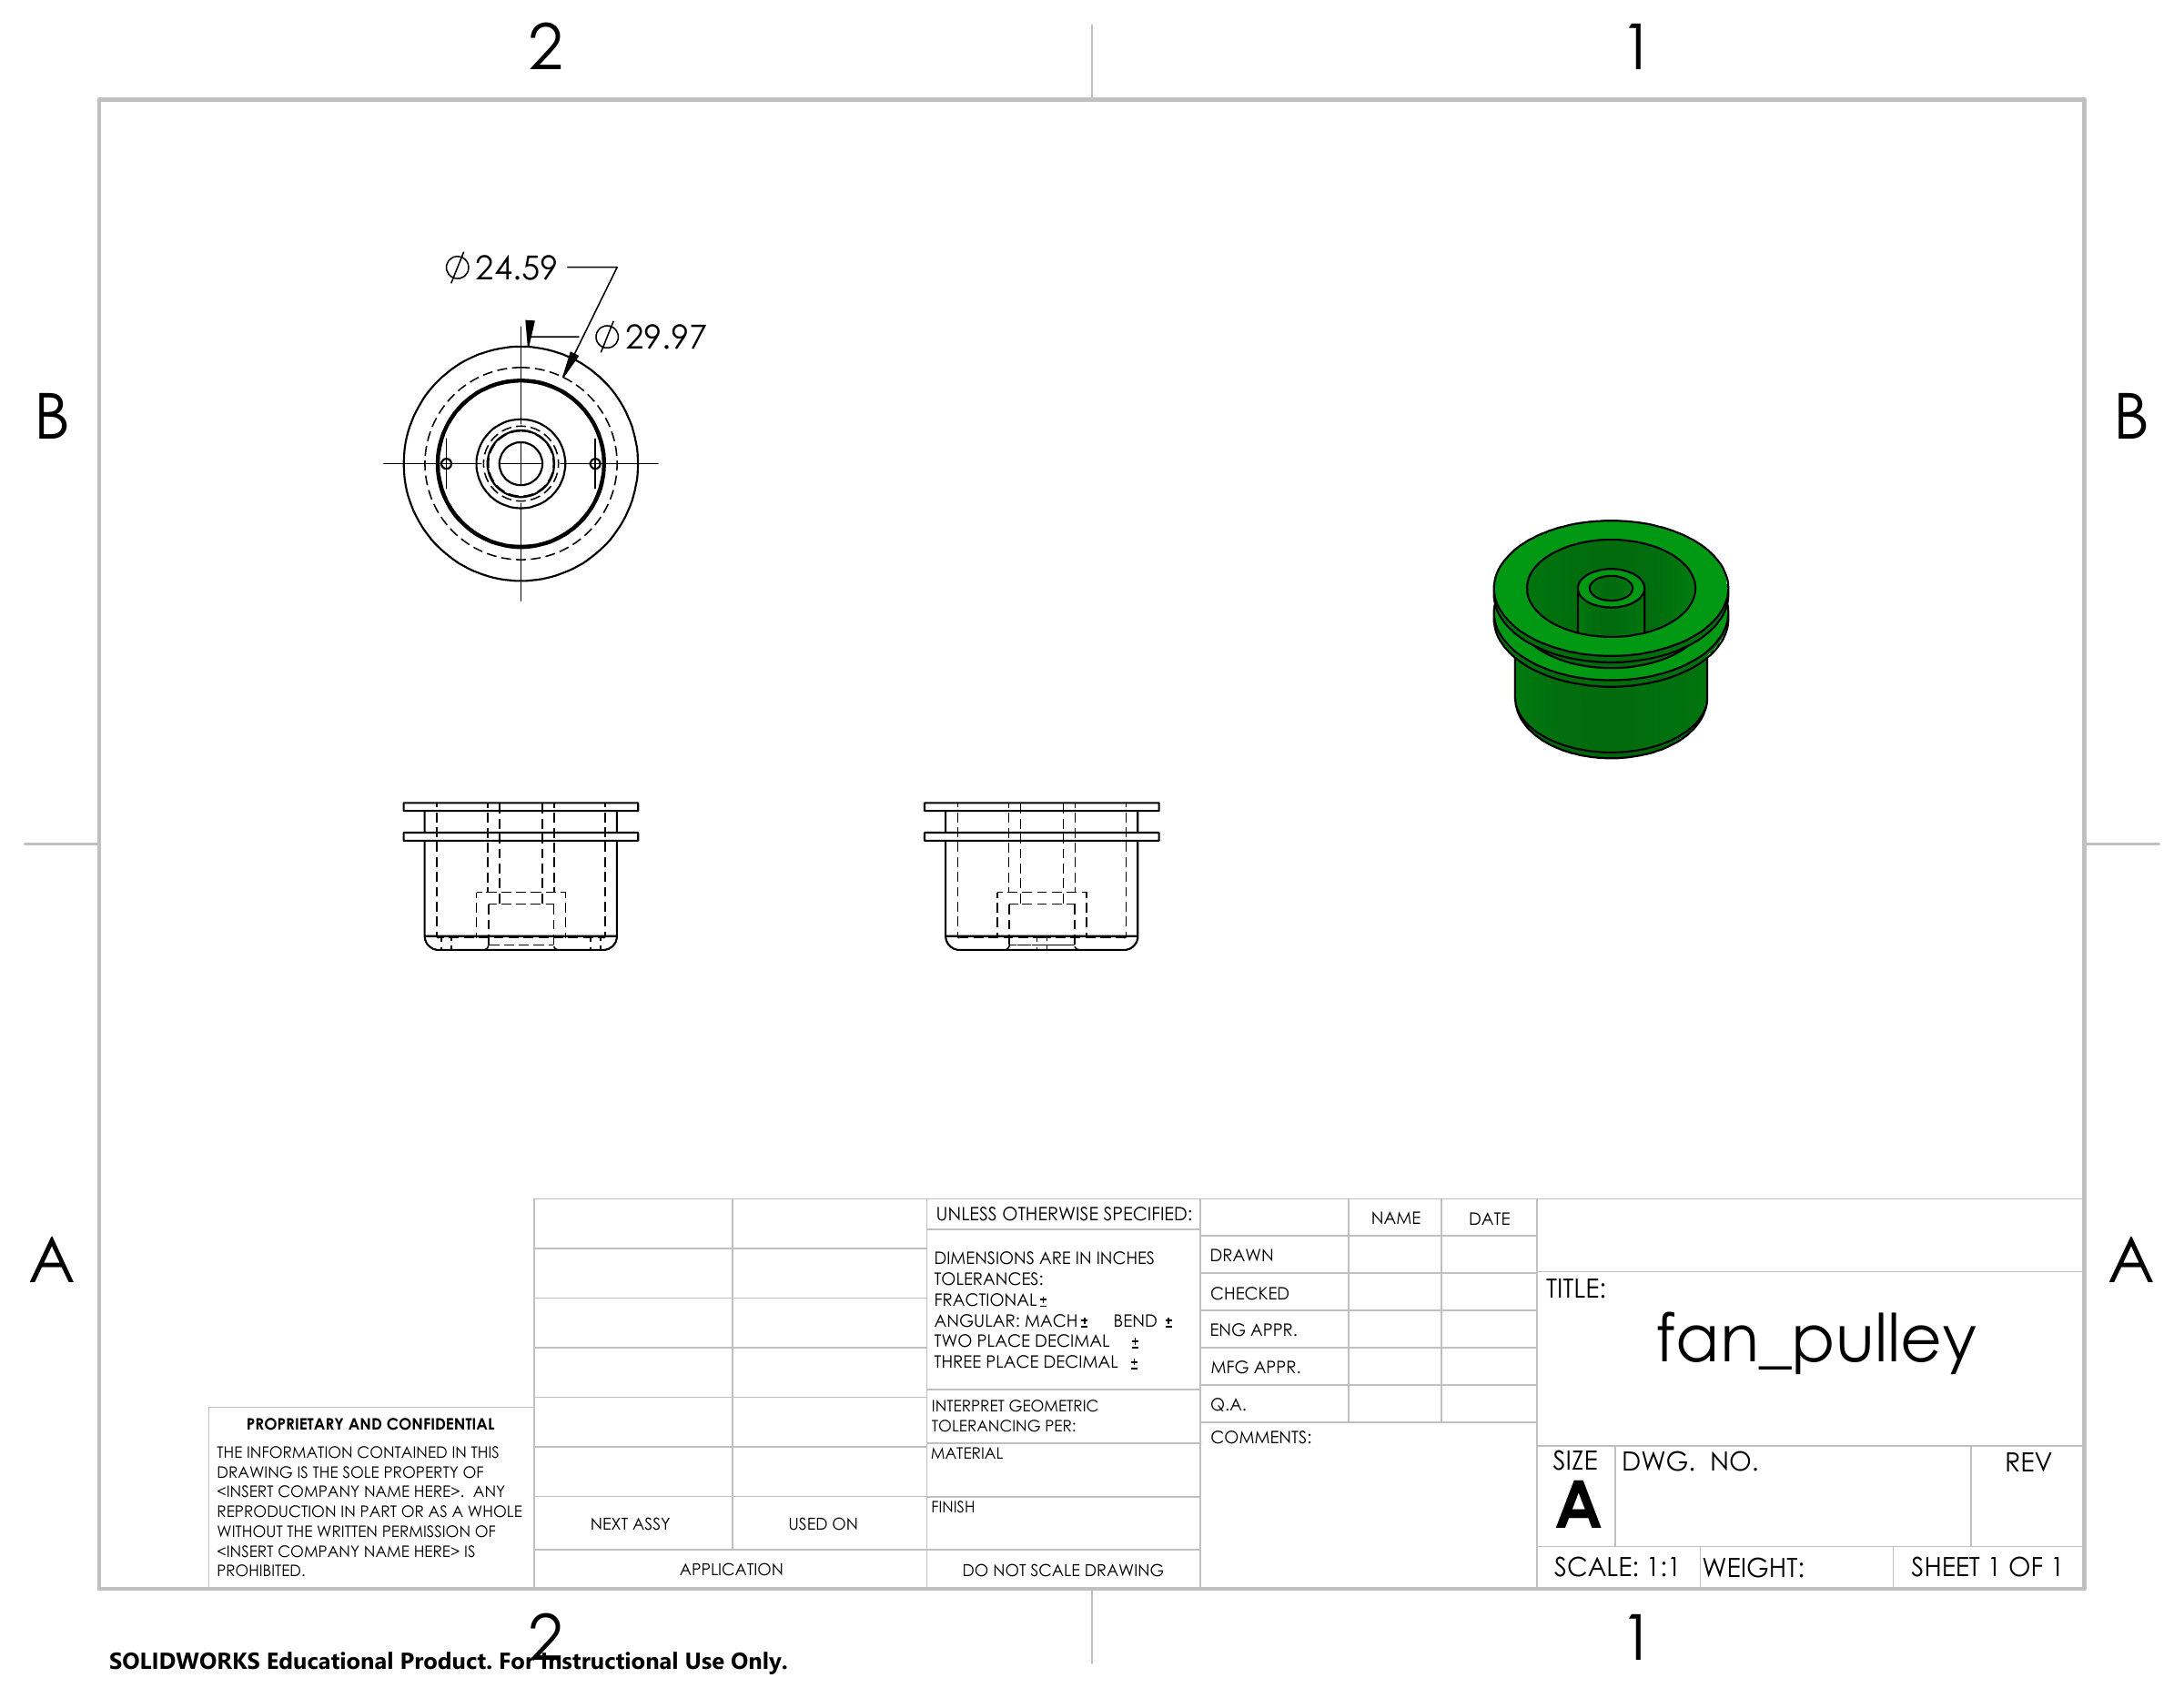 2 1
⌀24.59
⌀29.97
B B
A A
UNLESS OTHERWISE SPECIFIED:
DIMENSIONS ARE IN INCHES
TOLERANCES:
FRACTIONAL ±
ANGULAR: MACH ± BEND ±
TWO PLACE DECIMAL ±
THREE PLACE DECIMAL ±
INTERPRET GEOMETRIC
TOLERANCING PER:
MATERIAL
FINISH
DO NOT SCALE DRAWING
NAME DATE
DRAWN
CHECKED
ENG APPR.
MFG APPR.
Q.A.
COMMENTS:
TITLE:
fan_pulley
SIZE DWG. NO. REV
A
SCALE: 1:1 WEIGHT: SHEET 1 OF 1
PROPRIETARY AND CONFIDENTIAL
THE INFORMATION CONTAINED IN THIS
DRAWING IS THE SOLE PROPERTY OF
<INSERT COMPANY NAME HERE>. ANY
REPRODUCTION IN PART OR AS A WHOLE
WITHOUT THE WRITTEN PERMISSION OF
<INSERT COMPANY NAME HERE> IS
PROHIBITED.
NEXT ASSY USED ON
APPLICATION
2 1
SOLIDWORKS Educational Product. For Instructional Use Only.